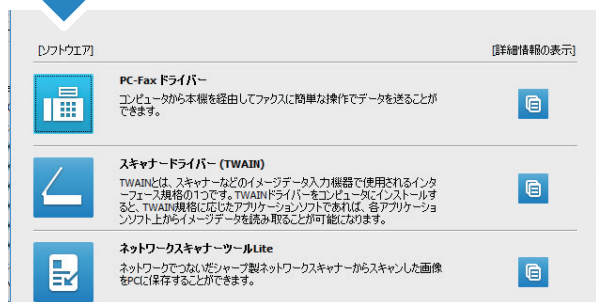 [ソフトウエア]
[詳細情報の表示]
PC-Fax ドライバー
コンピュータから本機を経由してファクスに簡単な操作でデータを送ることが
できます。
スキャナードライバー (TWAIN)
TWAINとは、スキャナーなどのイメージデータ入力機器で使用されるインタ
ーフェース規格の1つです。TWAINドライバーをコンピュータにインストールす
ると、TWAIN規格に応じたアプリケーションソフトであれば、各アプリケーショ
ンソフト上からイメージデータを読み取ることが可能になります。
ネットワークスキャナーツールLite
ネットワークでつないだシャープ製ネットワークスキャナーからスキャンした画像
をPCに保存することができます。